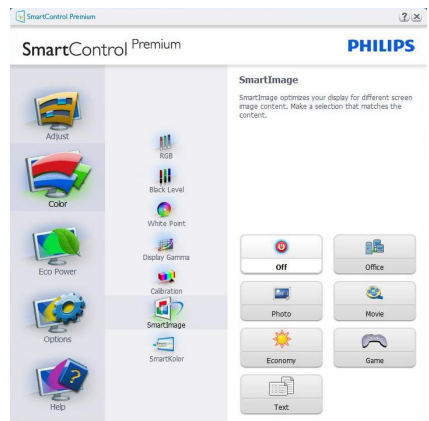 SmartControl Premium
SmartControl Premium
PHILIPS
Adjust
Color
Eco Power
Options
Help
RGB
Black Level
White Point
Display Gamma
Calibration
SmartImage
SmartKolor
SmartImage
SmartImage optimizes your display for different screen
image content. Make a selection that matches the
content.
Off
Office
Photo
Movie
Economy
Game
Text